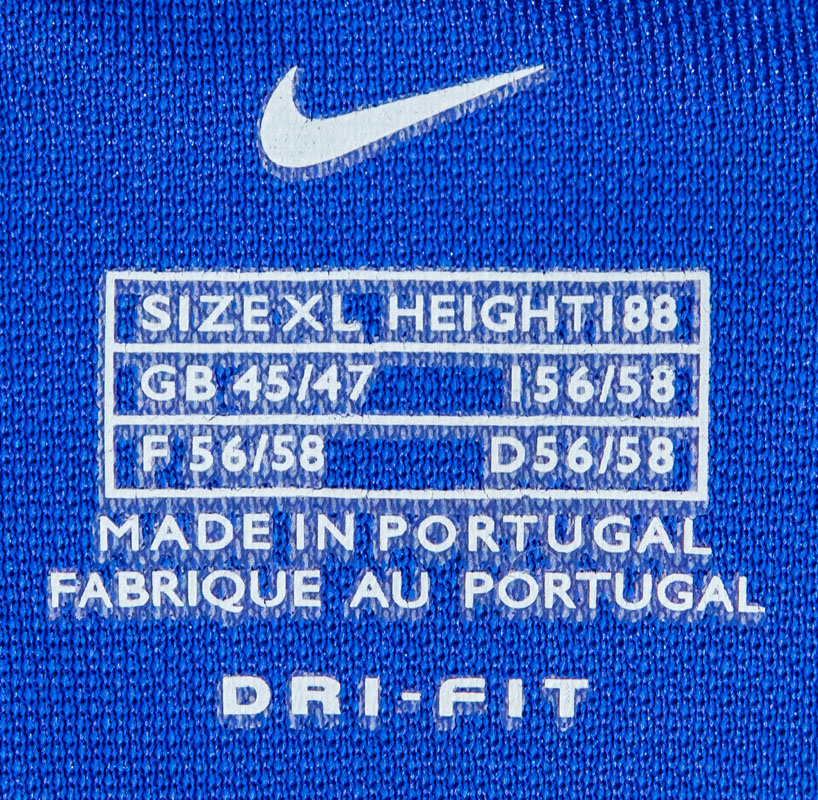 SIZE XL HEIGHT 188
GB 45/47 I 56/58
F 56/58 D 56/58
MADE IN PORTUGAL
FABRIQUE AU PORTUGAL
DRI-FIT